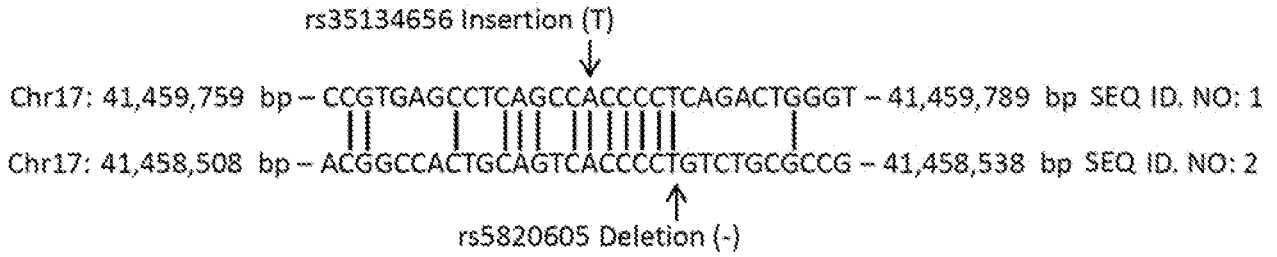 rs35134656 Insertion (T)
Chr17: 41,459,759 bp – CCGTGAGCCTCAGCCACCCCTCAGACTGGGT – 41,459,789 bp SEQ ID. NO: 1
Chr17: 41,458,508 bp – ACGGCCACTGCAGTCACCCCTGTCTGCGCCG – 41,458,538 bp SEQ ID. NO: 2
rs5820605 Deletion (-)